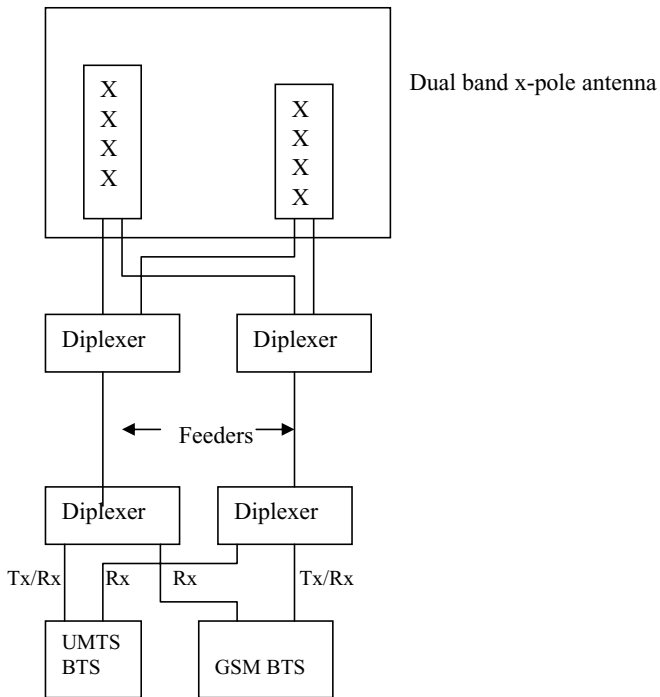 Dual band x-pole antenna
X
X
X
X
X
X
X
X
Diplexer
Diplexer
Feeders
Diplexer
Diplexer
Tx/Rx
Rx
Rx
Tx/Rx
UMTS
BTS
GSM BTS